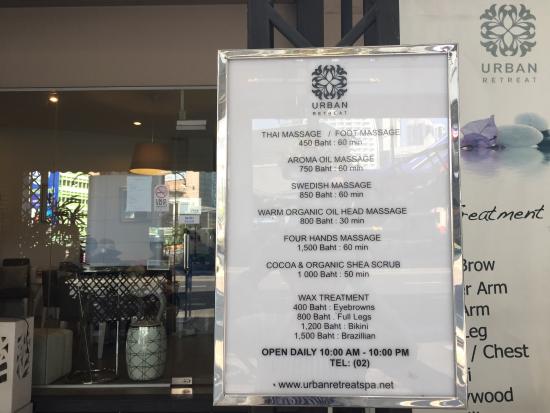 URBAN
RETREAT
THAI MASSAGE / FOOT MASSAGE
450 Baht : 60 min
AROMA OIL MASSAGE
750 Baht : 60 min
SWEDISH MASSAGE
850 Baht : 60 min
WARM ORGANIC OIL HEAD MASSAGE
800 Baht : 30 min
FOUR HANDS MASSAGE
1,500 Baht : 60 min
COCOA & ORGANIC SHEA SCRUB
1 000 Baht : 50 min
WAX TREATMENT
400 Baht : Eyebrowns
800 Baht : Full Legs
1,200 Baht : Bikini
1,500 Baht : Brazillian
OPEN DAILY 10:00 AM - 10:00 PM
TEL: (02)
www.urbanretreatspa.net
URBAN
RETREAT
Treatment
Brow
Arm
Arm
Leg
/ Chest